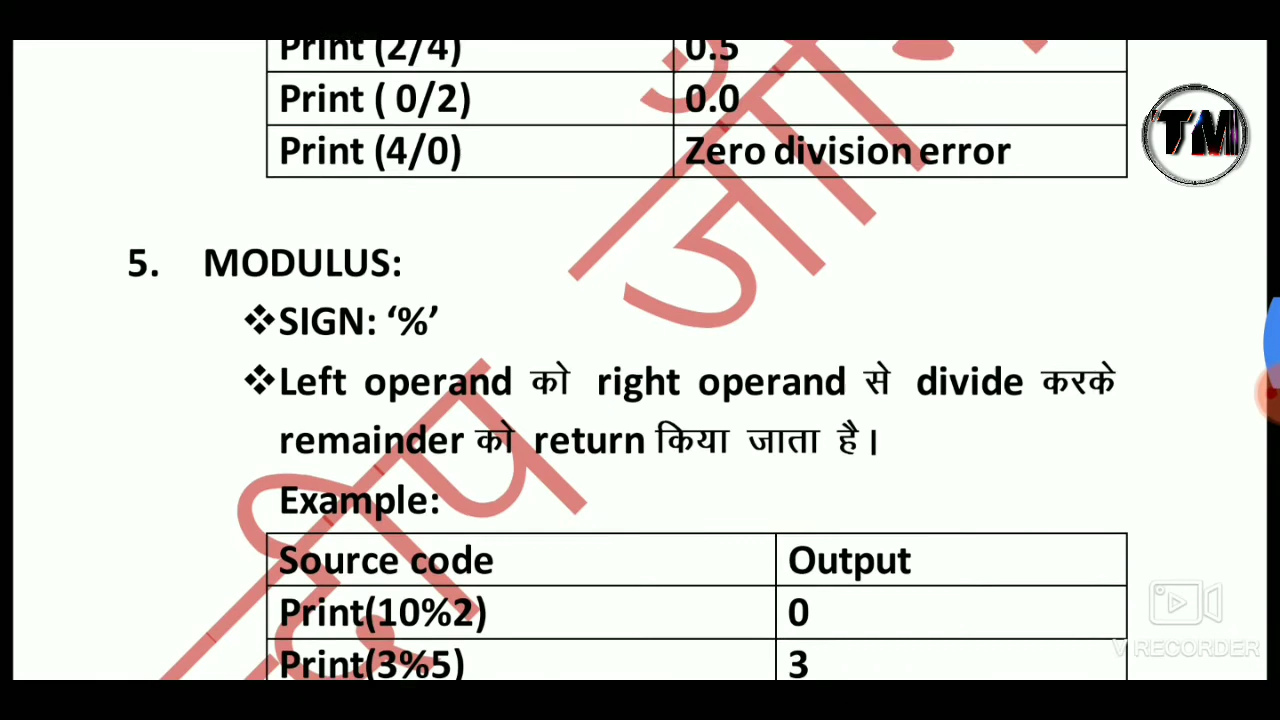 Print (2/4) 0.5
Print ( 0/2) 0.0
Print (4/0) Zero division error
TM
5. MODULUS:
❖SIGN: ‘%’
❖Left operand को right operand से divide करके
remainder को return किया जाता है।
Example:
Source code Output
Print(10%2) 0
Print(3%5) 3
V RECORDER